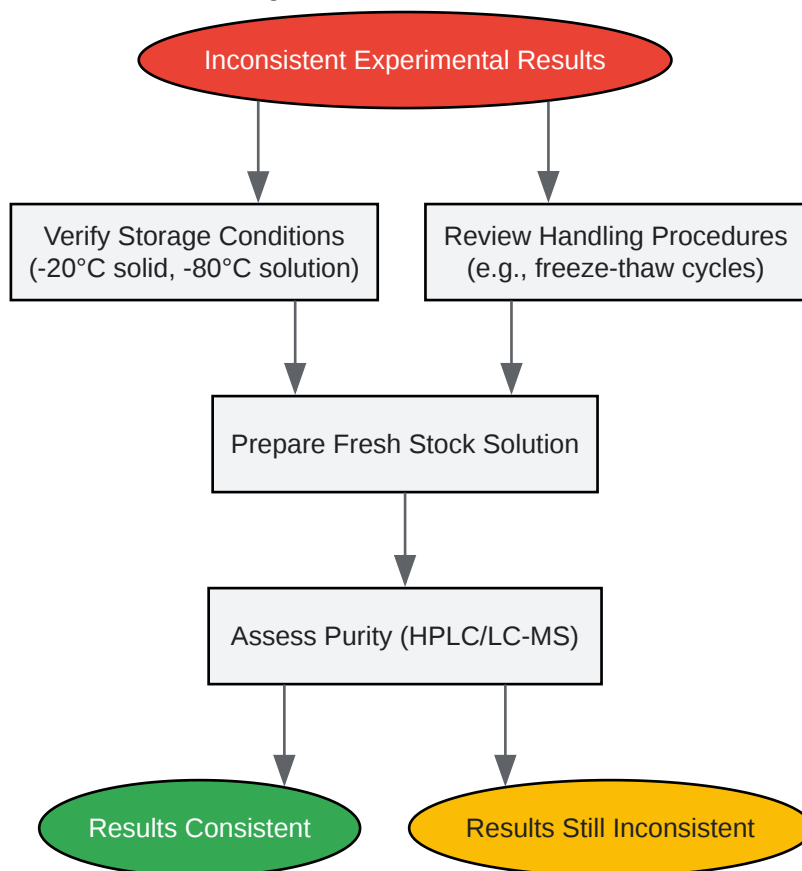 Inconsistent Experimental Results
Verify Storage Conditions
(-20°C solid, -80°C solution)
Review Handling Procedures
(e.g., freeze-thaw cycles)
Prepare Fresh Stock Solution
Assess Purity (HPLC/LC-MS)
Results Consistent
Results Still Inconsistent